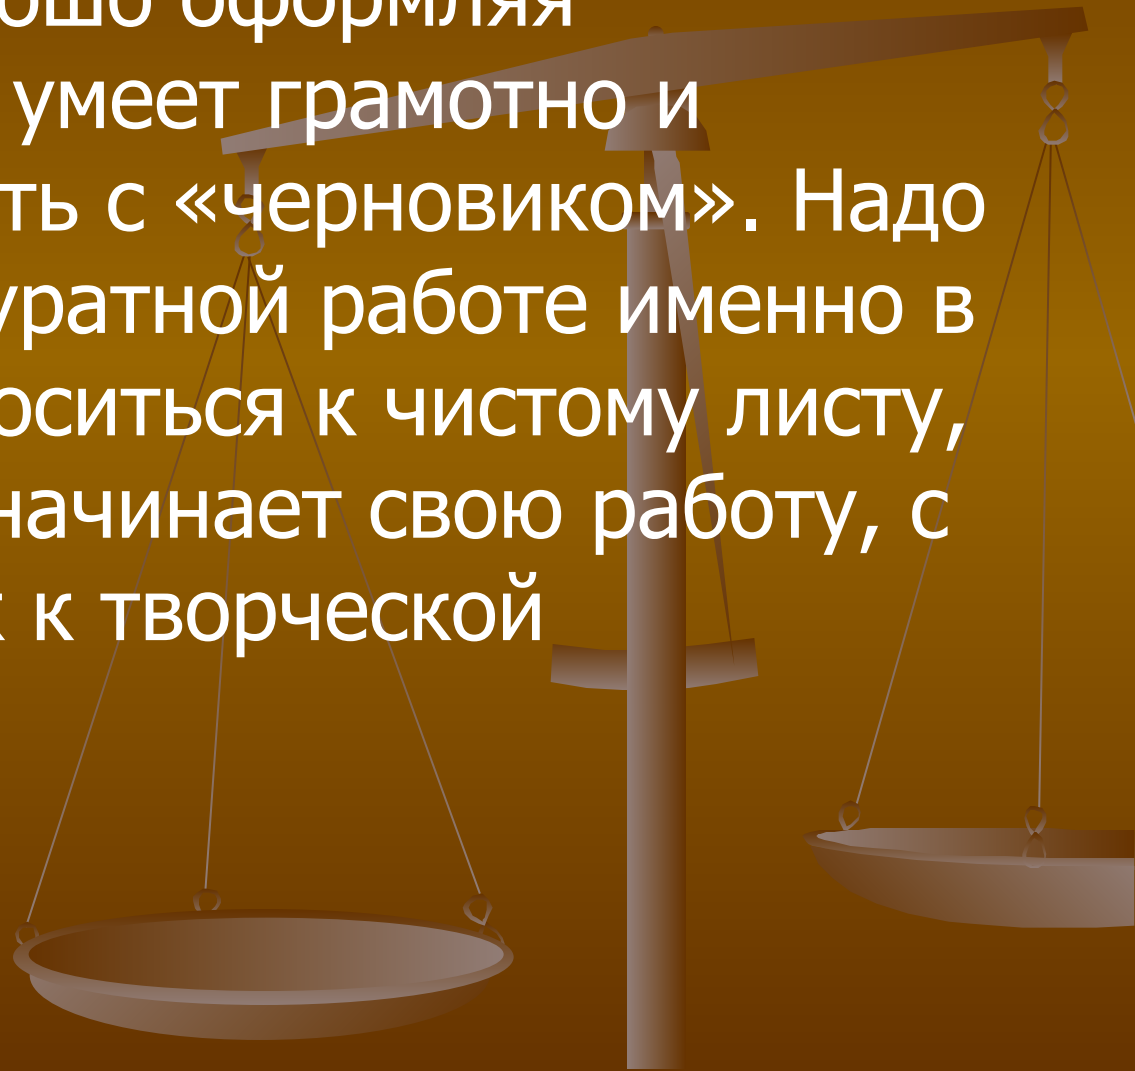 ошо оформляя
умеет грамотно и
ть с «черновиком». Надо
уратной работе именно в
оситься к чистому листу,
начинает свою работу, с
к творческой